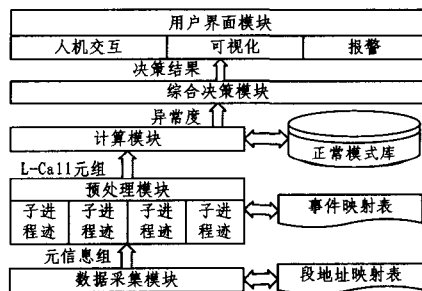 用户界面模块
人机交互 可视化 报警
决策结果
综合决策模块
异常度
计算模块
正常模式库
L-Call元组
预处理模块
子进程迹 子进程迹 子进程迹 子进程迹
事件映射表
元信息组
数据采集模块
段地址映射表